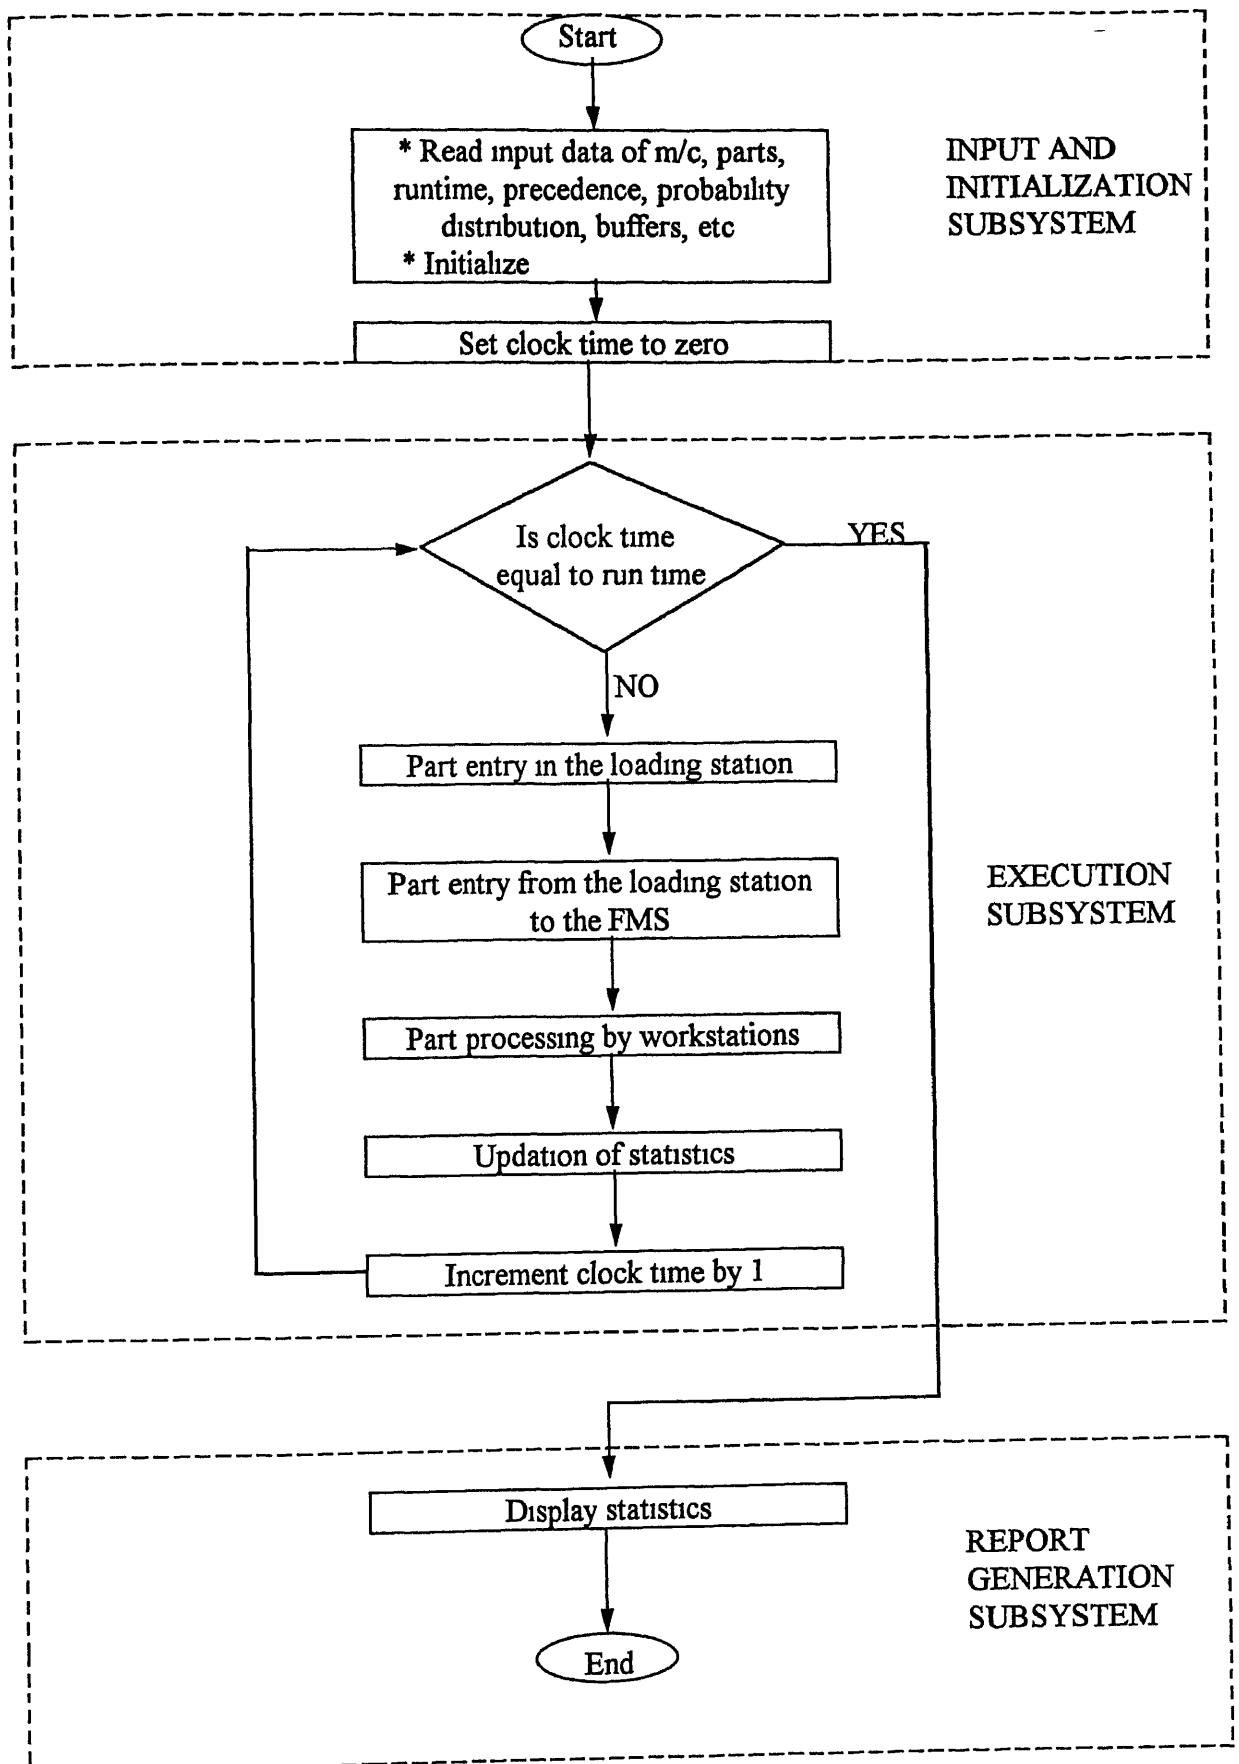 Start
* Read input data of m/c, parts,
runtime, precedence, probability
distribution, buffers, etc
* Initialize
INPUT AND
INITIALIZATION
SUBSYSTEM
Set clock time to zero
Is clock time
equal to run time
YES
NO
Part entry in the loading station
Part entry from the loading station
to the FMS
EXECUTION
SUBSYSTEM
Part processing by workstations
Updation of statistics
Increment clock time by 1
Display statistics
REPORT
GENERATION
SUBSYSTEM
End